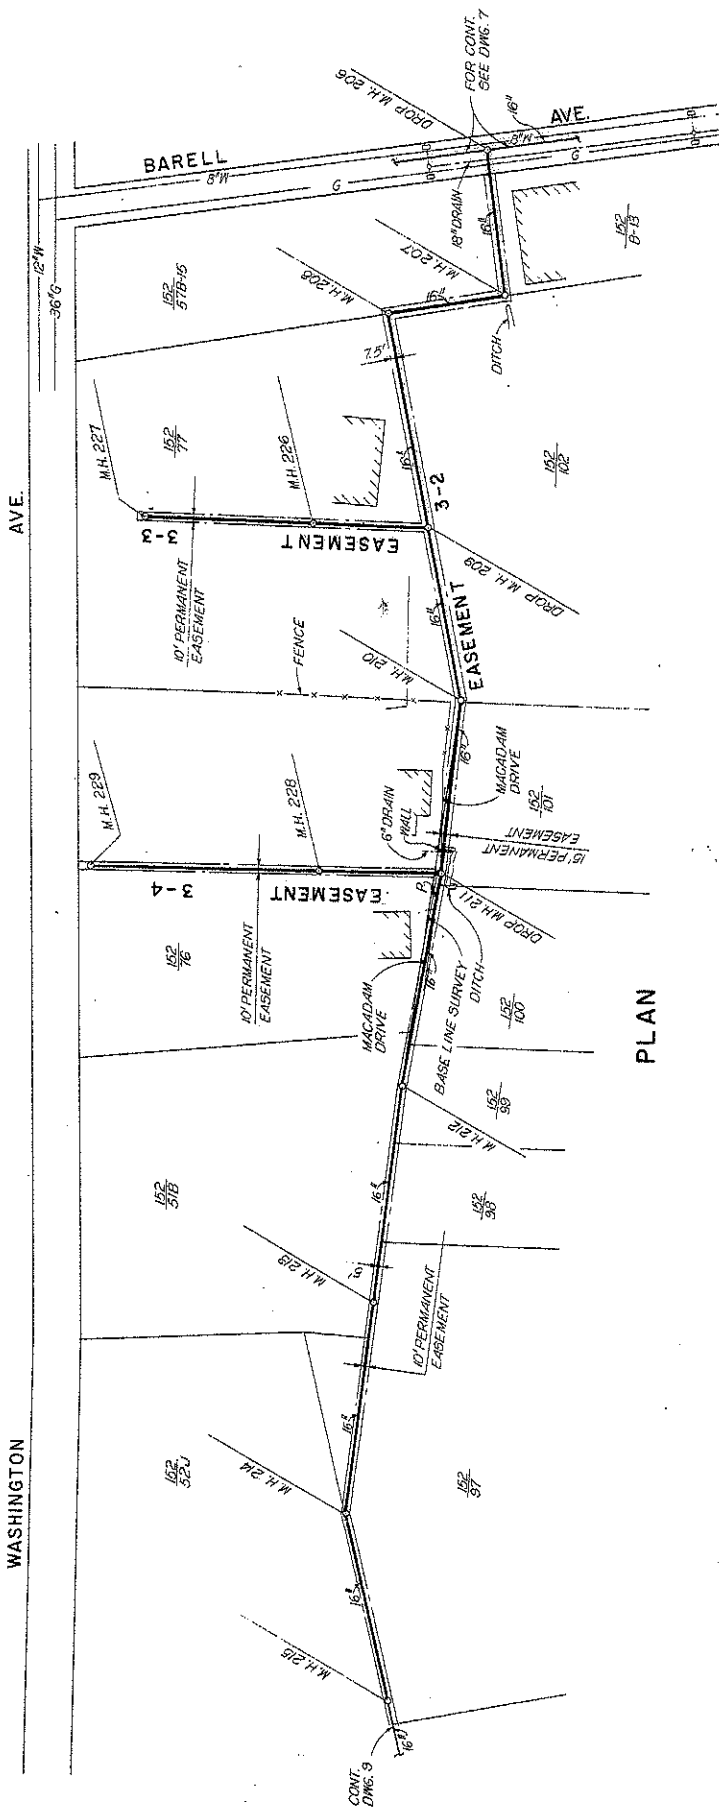 WASHINGTON
AVE.
12"W
36"G
BARELL
AVE.
8"W
G
8"W
16"
G
DROP M.H. 206
FOR CONT.
SEE DWG. 7
18" DRAIN
16"
M.H. 207
M.H. 208
16"
DITCH
7.5'
152
57B-15
152
B-13
M.H. 227
152
77
M.H. 226
3-3
EASEMENT
10' PERMANENT
EASEMENT
16"
3-2
152
102
DROP M.H. 209
16"
EASEMENT
FENCE
M.H. 210
16"
MACADAM
DRIVE
152
101
15' PERMANENT
EASEMENT
6" DRAIN
WALL
M.H. 229
M.H. 228
3-4
EASEMENT
10' PERMANENT
EASEMENT
DROP M.H. 211
DITCH
BASE LINE SURVEY
16"
MACADAM
DRIVE
152
76
152
100
152
99
M.H. 212
152
98
16"
152
51B
M.H. 213
5'
10' PERMANENT
EASEMENT
16"
M.H. 214
152
52J
152
97
16"
M.H. 215
16"
CONT.
DWG. 9
PLAN